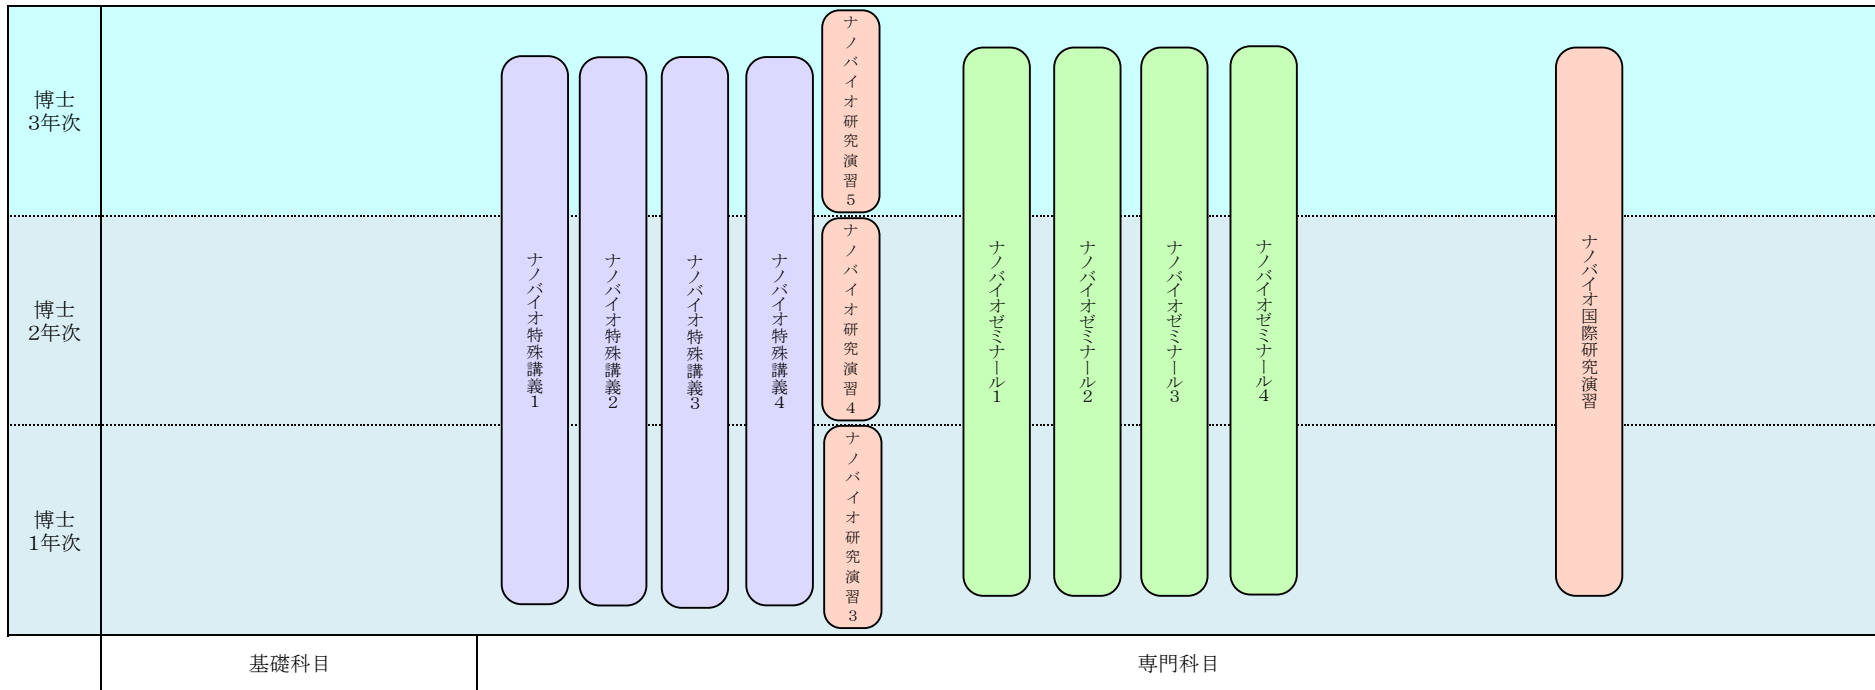 博士
3年次
博士
2年次
博士
1年次
ナノバイオ特殊講義1
ナノバイオ特殊講義2
ナノバイオ特殊講義3
ナノバイオ特殊講義4
ナノバイオ研究演習5
ナノバイオ研究演習4
ナノバイオ研究演習3
ナノバイオゼミナール1
ナノバイオゼミナール2
ナノバイオゼミナール3
ナノバイオゼミナール4
ナノバイオ国際研究演習
基礎科目
専門科目